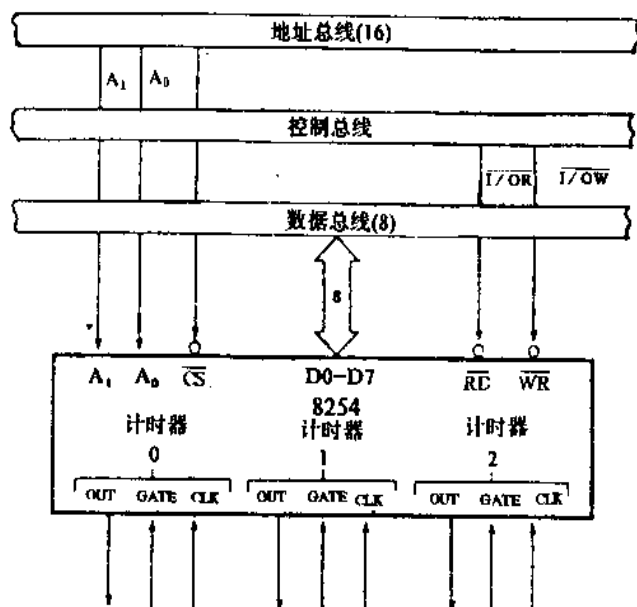 地址总线(16)
A₁ A₀
控制总线
I/OR I/OW
数据总线(8)
8
A₁ A₀ CS D0-D7 RD WR
8254
计时器 计时器 计时器
0 1 2
OUT GATE CLK OUT GATE CLK OUT GATE CLK